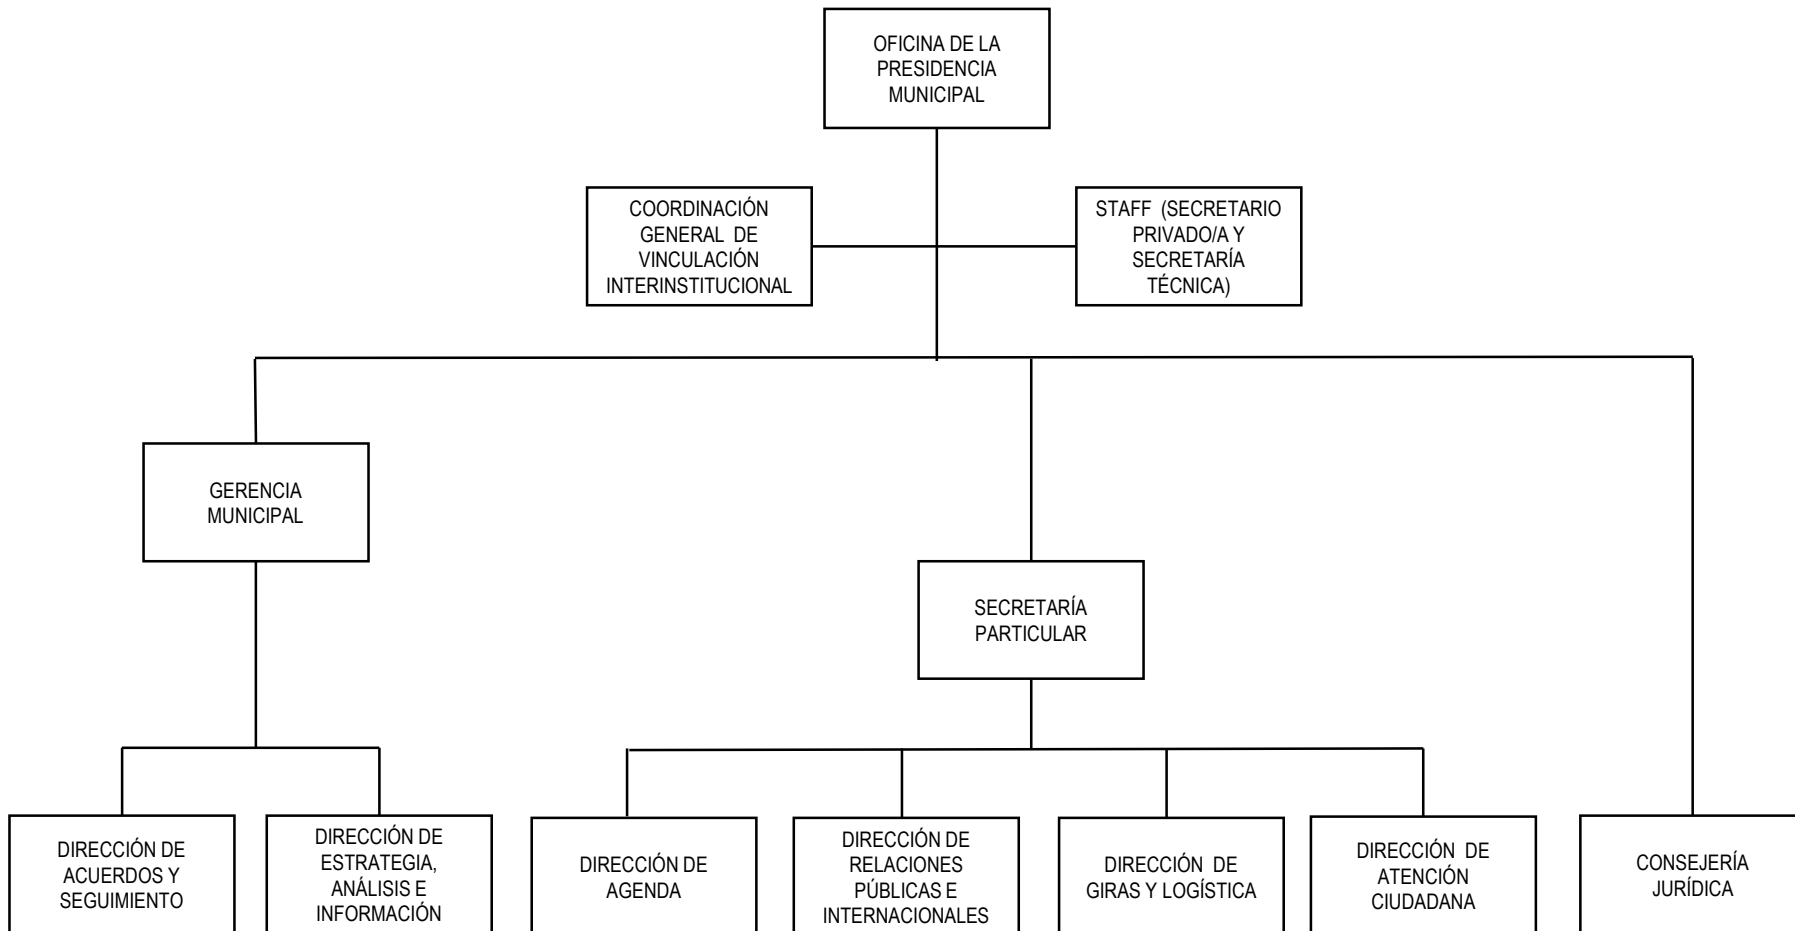 OFICINA DE LA
PRESIDENCIA
MUNICIPAL
COORDINACIÓN
GENERAL DE
VINCULACIÓN
INTERINSTITUCIONAL
STAFF (SECRETARIO
PRIVADO/A Y
SECRETARÍA
TÉCNICA)
GERENCIA
MUNICIPAL
SECRETARÍA
PARTICULAR
DIRECCIÓN DE
ACUERDOS Y
SEGUIMIENTO
DIRECCIÓN DE
ESTRATEGIA,
ANÁLISIS E
INFORMACIÓN
DIRECCIÓN DE
AGENDA
DIRECCIÓN DE
RELACIONES
PÚBLICAS E
INTERNACIONALES
DIRECCIÓN DE
GIRAS Y LOGÍSTICA
DIRECCIÓN DE
ATENCIÓN
CIUDADANA
CONSEJERÍA
JURÍDICA